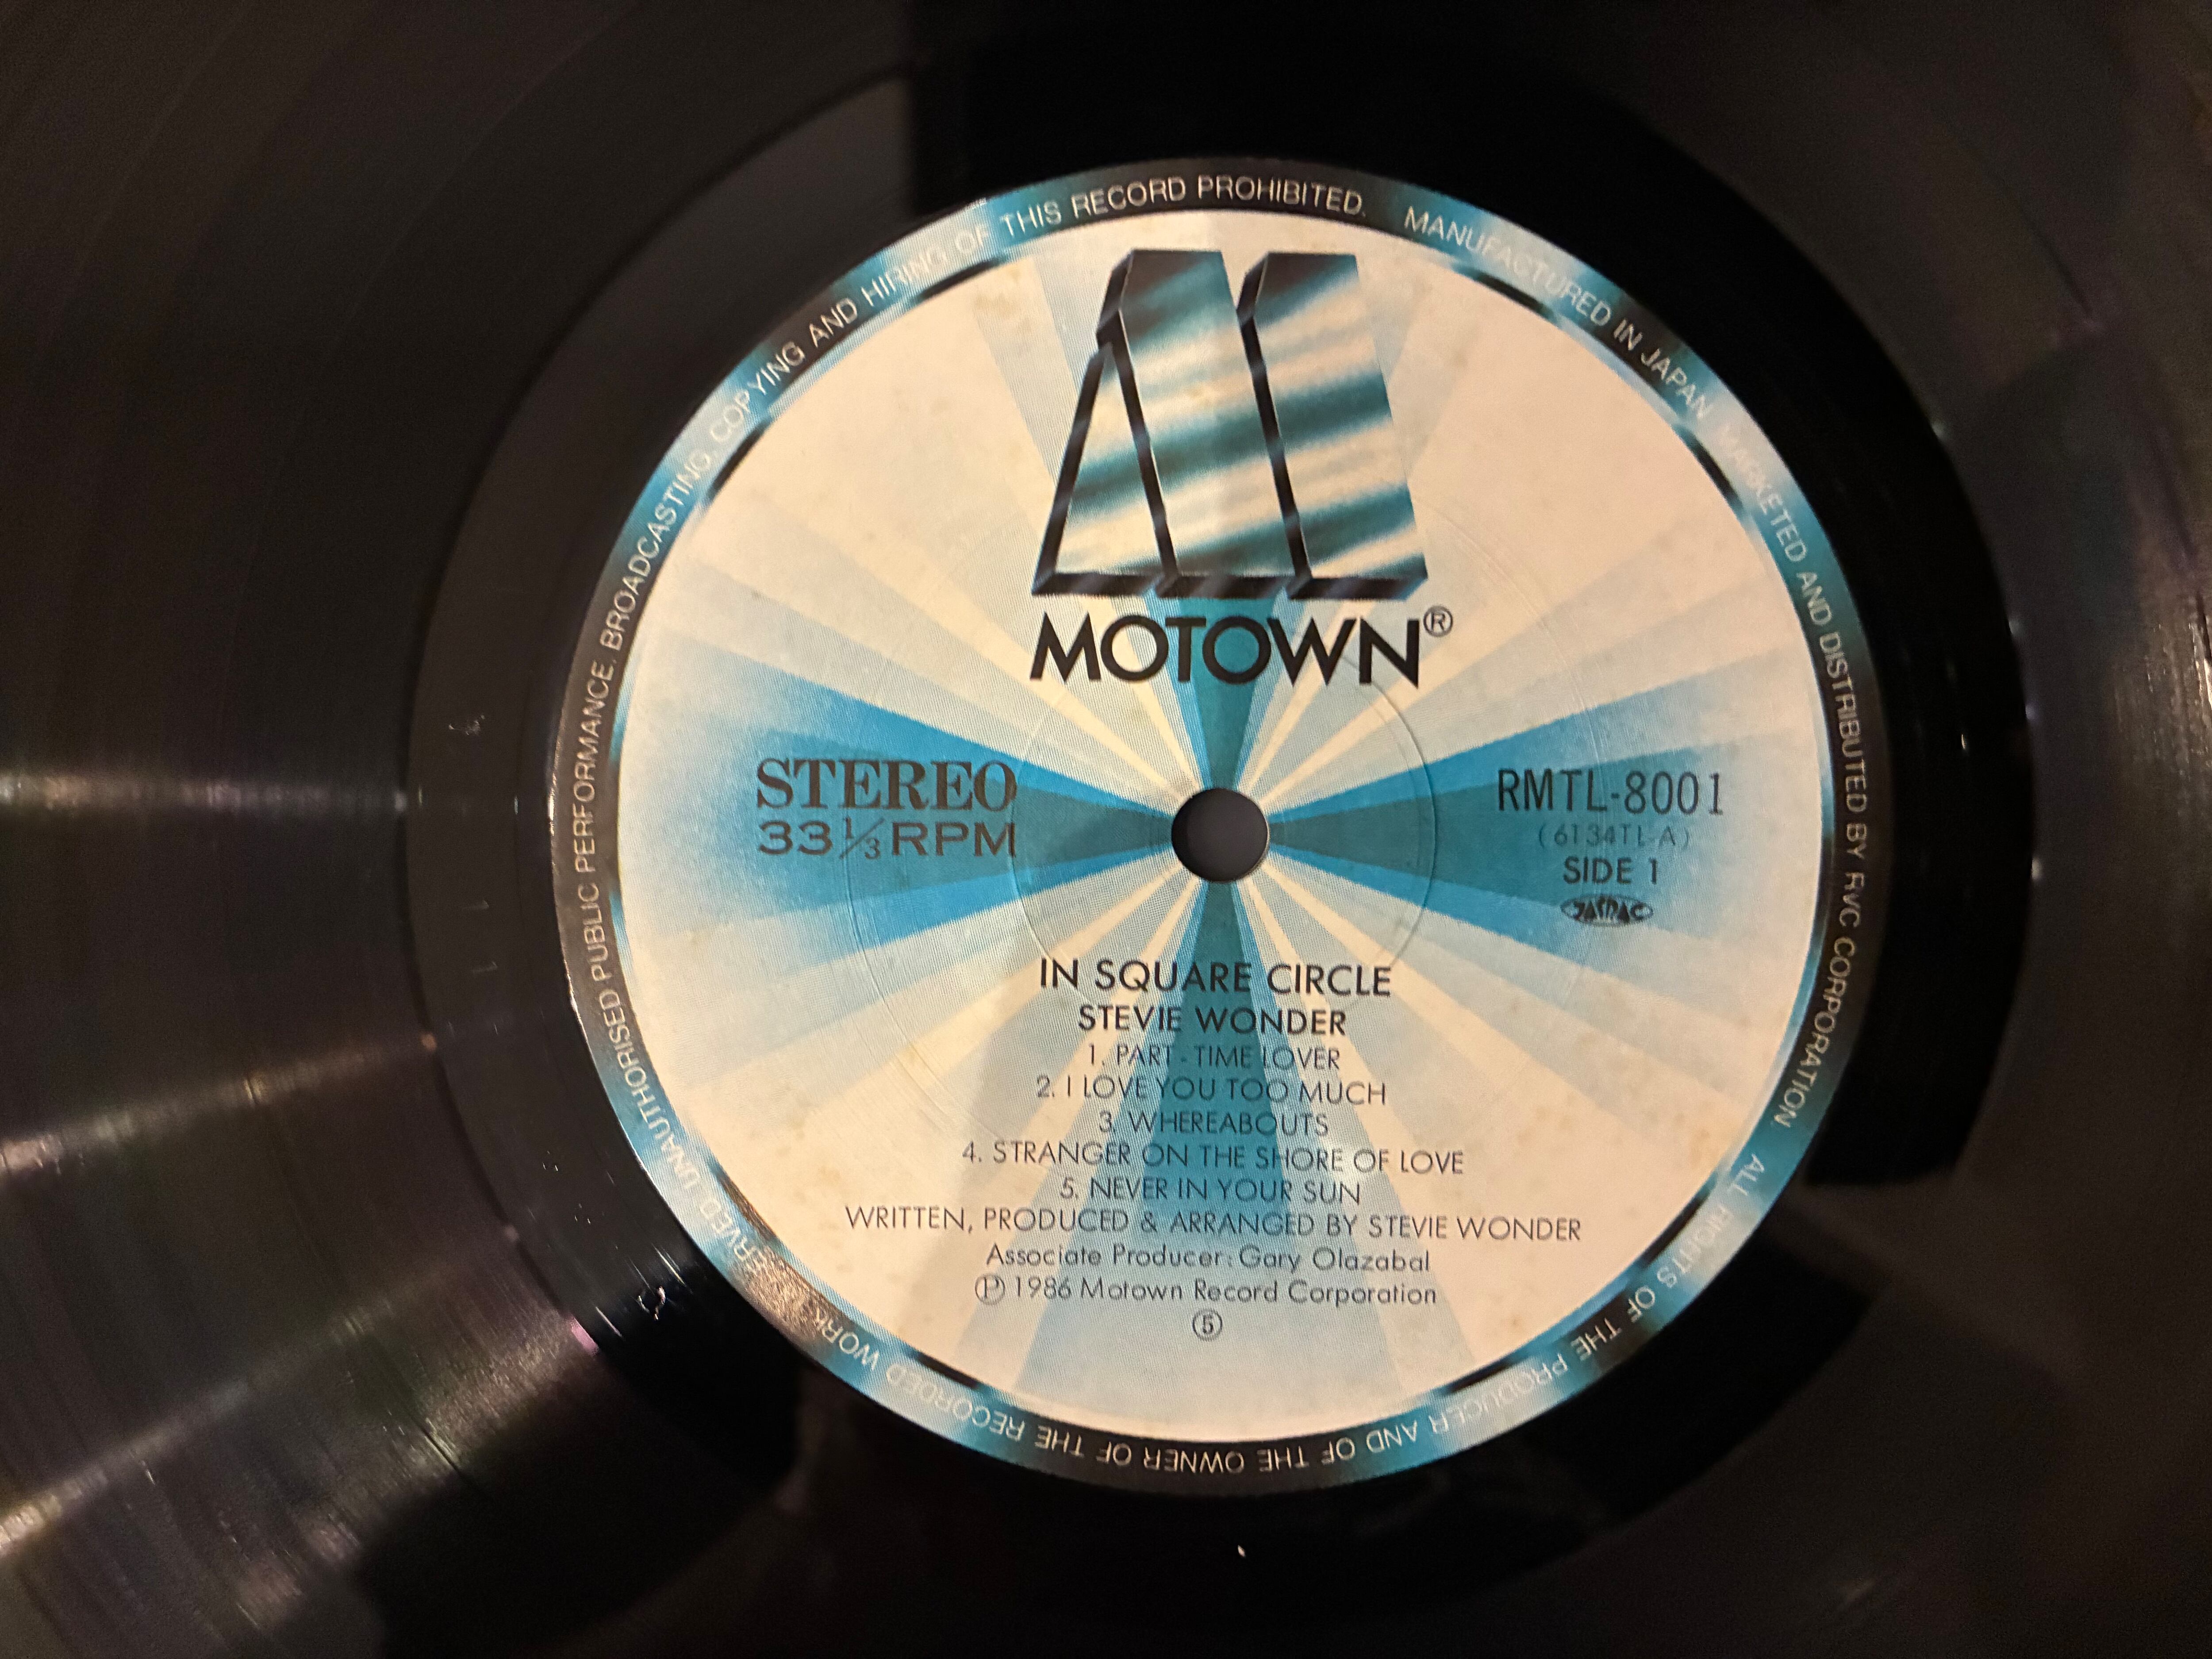 MOTOWN®
STEREO
33 1/3 RPM
RMTL-8001
(6134TL-A)
SIDE 1
JASRAC
IN SQUARE CIRCLE
STEVIE WONDER
1. PART-TIME LOVER
2. I LOVE YOU TOO MUCH
3. WHEREABOUTS
4. STRANGER ON THE SHORE OF LOVE
5. NEVER IN YOUR SUN
WRITTEN, PRODUCED & ARRANGED BY STEVIE WONDER
Associate Producer: Gary Olazabal
℗ 1986 Motown Record Corporation
⑤
MANUFACTURED IN JAPAN MARKETED AND DISTRIBUTED BY RVC CORPORATION. ALL RIGHTS OF THE PRODUCER AND OF THE OWNER OF THE RECORDED WORK RESERVED UNAUTHORISED PUBLIC PERFORMANCE, BROADCASTING, COPYING AND HIRING OF THIS RECORD PROHIBITED.